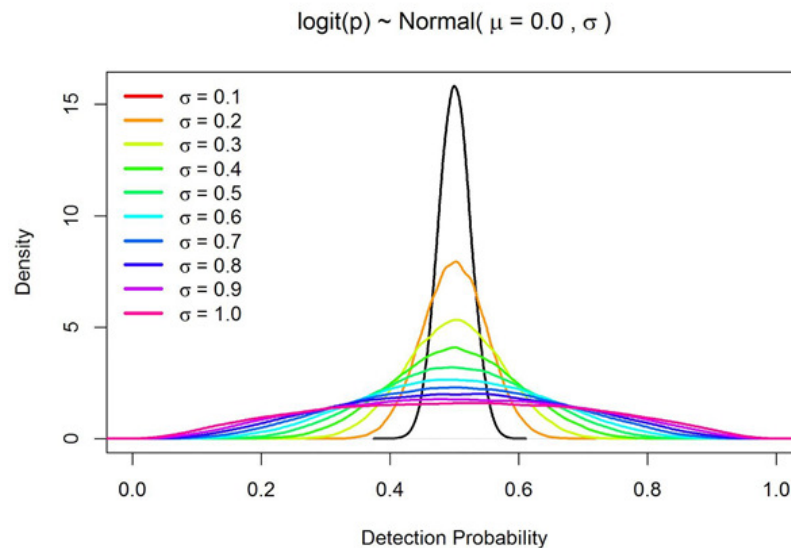 logit(p) ~ Normal( μ = 0.0 , σ )
σ = 0.1
σ = 0.2
σ = 0.3
σ = 0.4
σ = 0.5
σ = 0.6
σ = 0.7
σ = 0.8
σ = 0.9
σ = 1.0
Density
15
10
5
0
0.0 0.2 0.4 0.6 0.8 1.0
Detection Probability